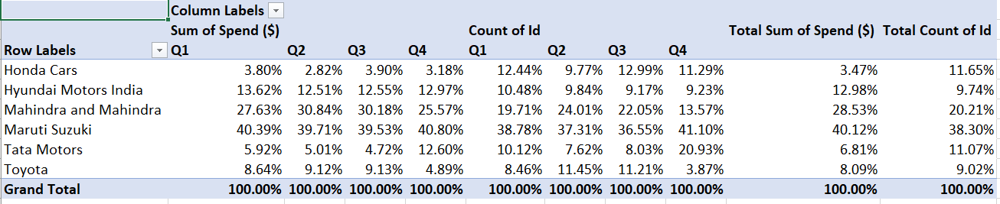 Column Labels
Sum of Spend ($) Count of Id Total Sum of Spend ($) Total Count of Id
Row Labels Q1 Q2 Q3 Q4 Q1 Q2 Q3 Q4
Honda Cars 3.80% 2.82% 3.90% 3.18% 12.44% 9.77% 12.99% 11.29% 3.47% 11.65%
Hyundai Motors India 13.62% 12.51% 12.55% 12.97% 10.48% 9.84% 9.17% 9.23% 12.98% 9.74%
Mahindra and Mahindra 27.63% 30.84% 30.18% 25.57% 19.71% 24.01% 22.05% 13.57% 28.53% 20.21%
Maruti Suzuki 40.39% 39.71% 39.53% 40.80% 38.78% 37.31% 36.55% 41.10% 40.12% 38.30%
Tata Motors 5.92% 5.01% 4.72% 12.60% 10.12% 7.62% 8.03% 20.93% 6.81% 11.07%
Toyota 8.64% 9.12% 9.13% 4.89% 8.46% 11.45% 11.21% 3.87% 8.09% 9.02%
Grand Total 100.00% 100.00% 100.00% 100.00% 100.00% 100.00% 100.00% 100.00% 100.00% 100.00%